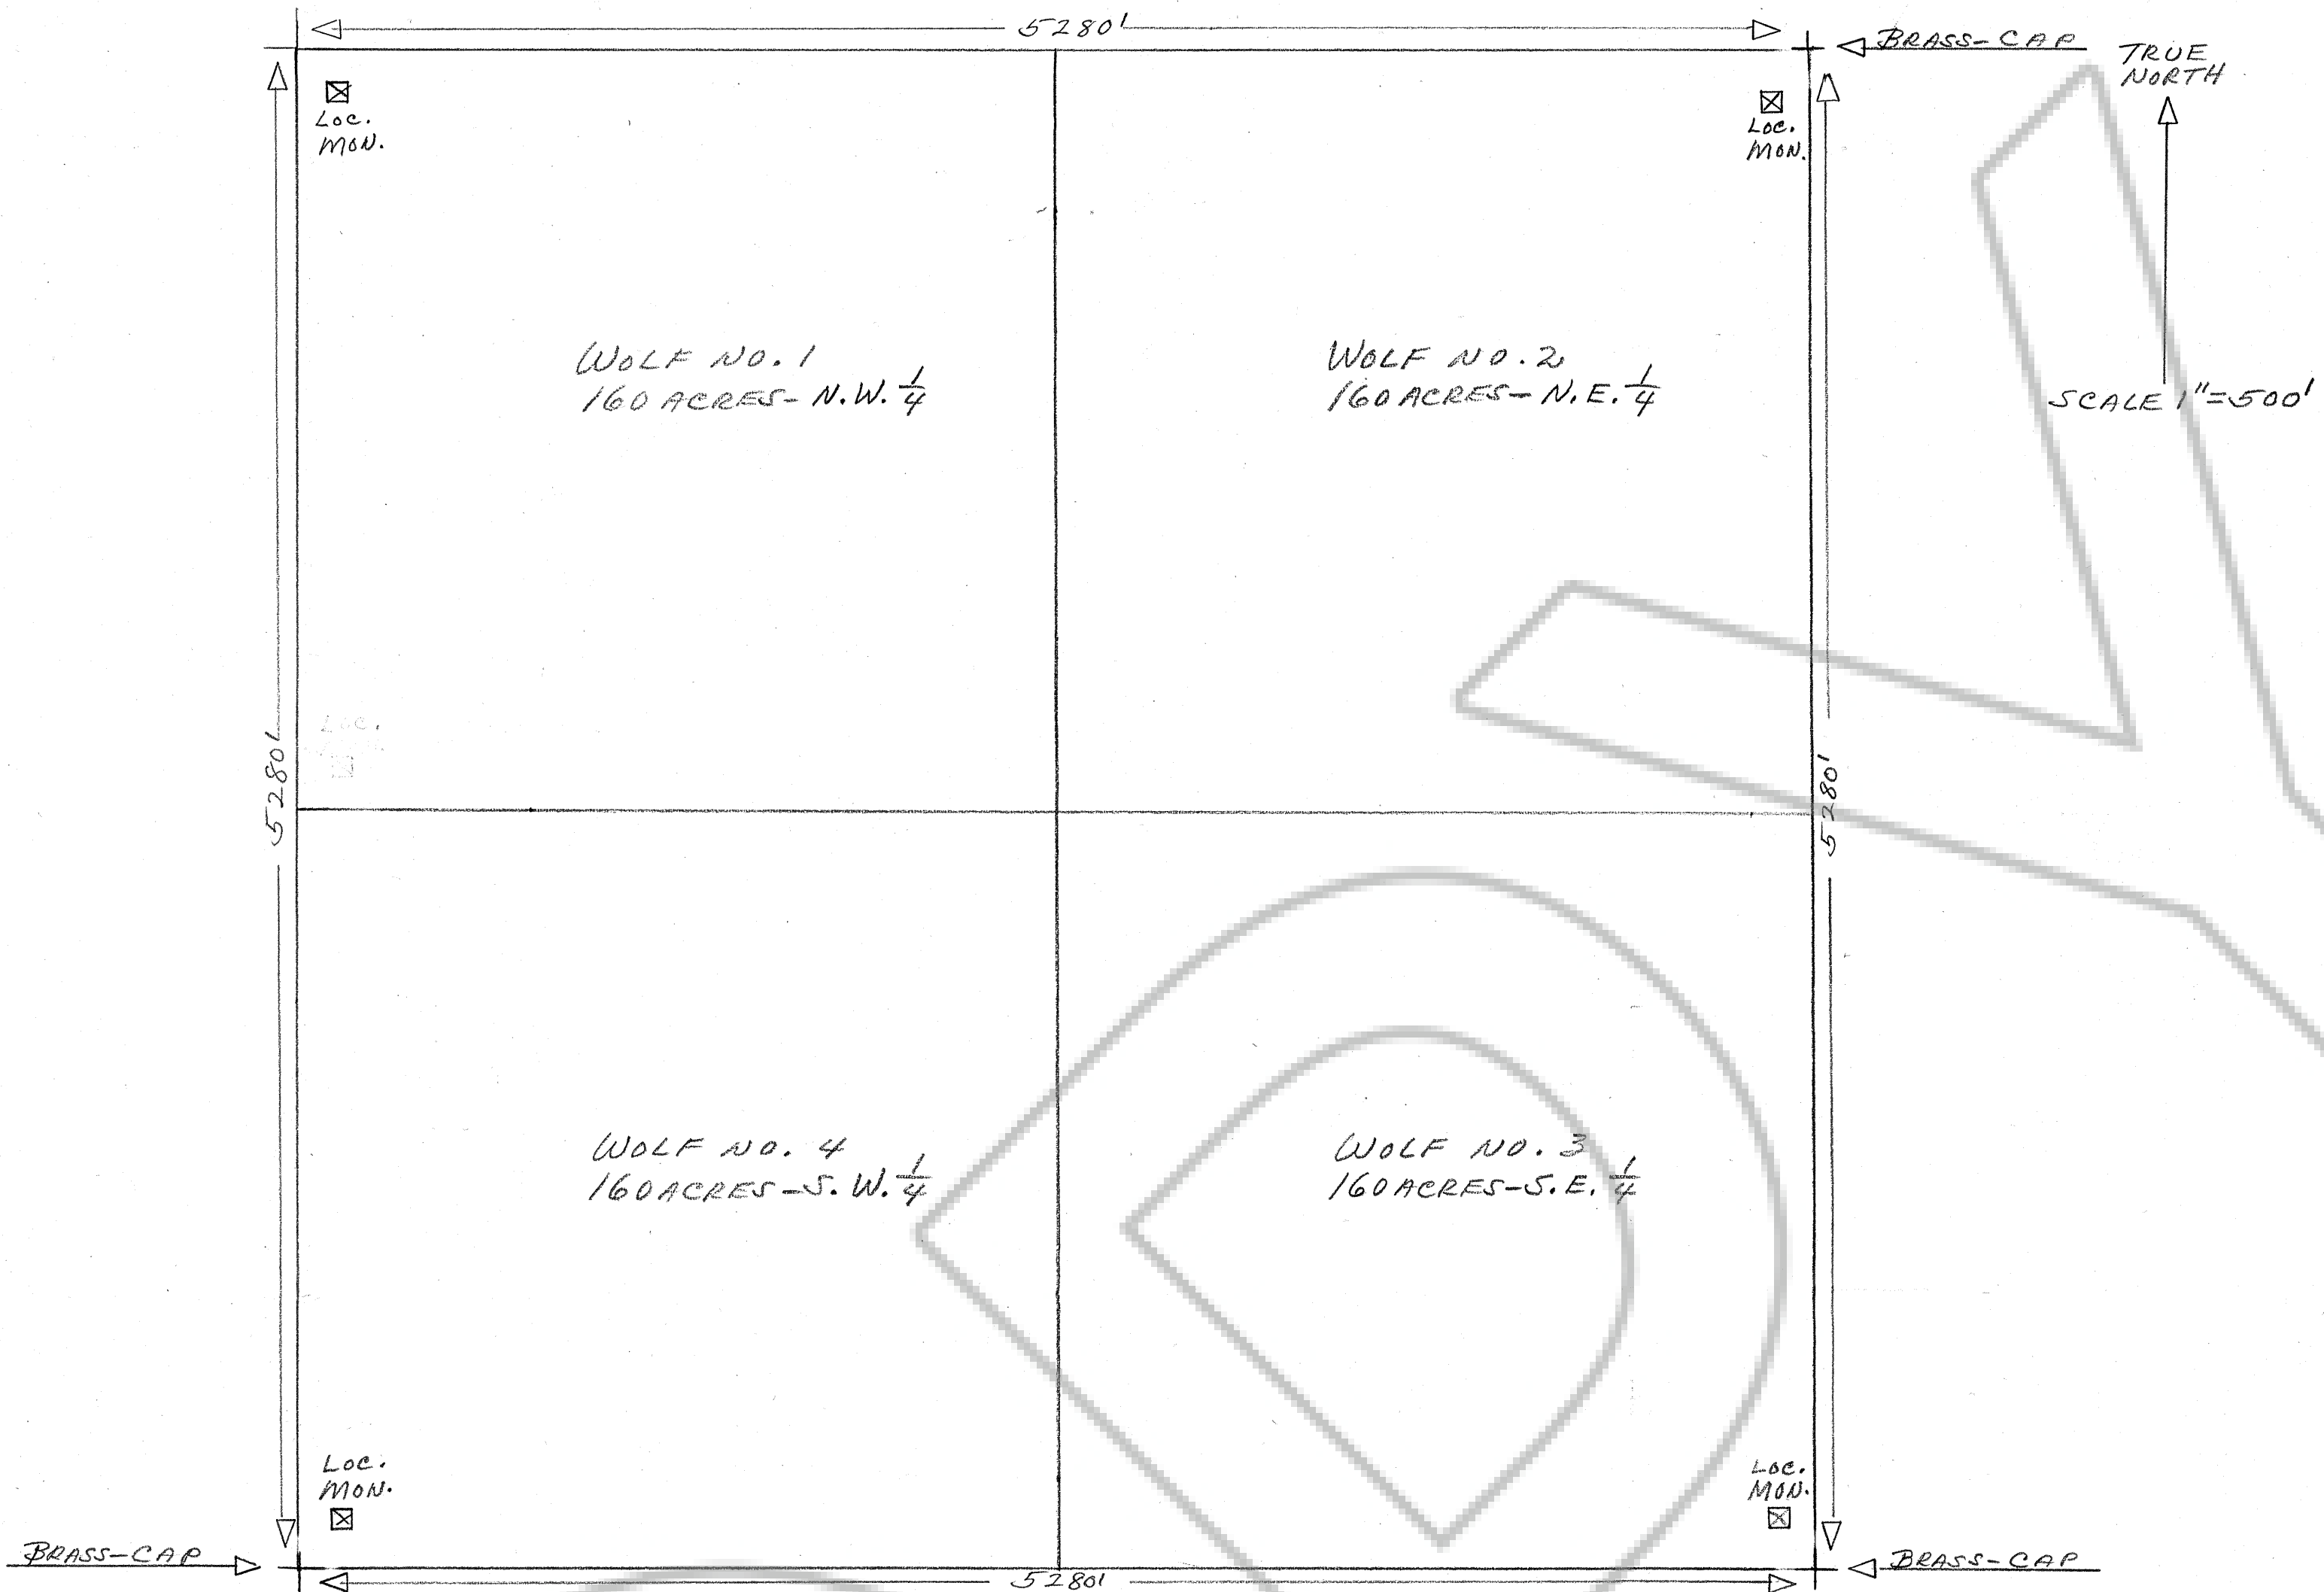 5280'
BRASS-CAP
TRUE
NORTH
LOC.
MON.
LOC.
MON.
WOLF NO. 1
160 ACRES- N.W. 1/4
WOLF NO. 2
160 ACRES- N.E. 1/4
SCALE 1"=500'
LOC.
5280'
5280'
WOLF NO. 4
160 ACRES-S.W. 1/4
WOLF NO. 3
160 ACRES-S.E. 1/4
LOC.
MON.
LOC.
MON.
BRASS-CAP
BRASS-CAP
5280'